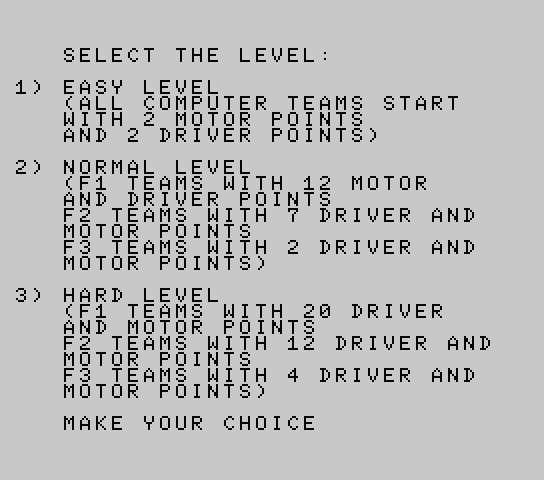 SELECT THE LEVEL:
1) EASY LEVEL
(ALL COMPUTER TEAMS START
WITH 2 MOTOR POINTS
AND 2 DRIVER POINTS)
2) NORMAL LEVEL
(F1 TEAMS WITH 12 MOTOR
AND DRIVER POINTS
F2 TEAMS WITH 7 DRIVER AND
MOTOR POINTS
F3 TEAMS WITH 2 DRIVER AND
MOTOR POINTS)
3) HARD LEVEL
(F1 TEAMS WITH 20 DRIVER
AND MOTOR POINTS
F2 TEAMS WITH 12 DRIVER AND
MOTOR POINTS
F3 TEAMS WITH 4 DRIVER AND
MOTOR POINTS)
MAKE YOUR CHOICE